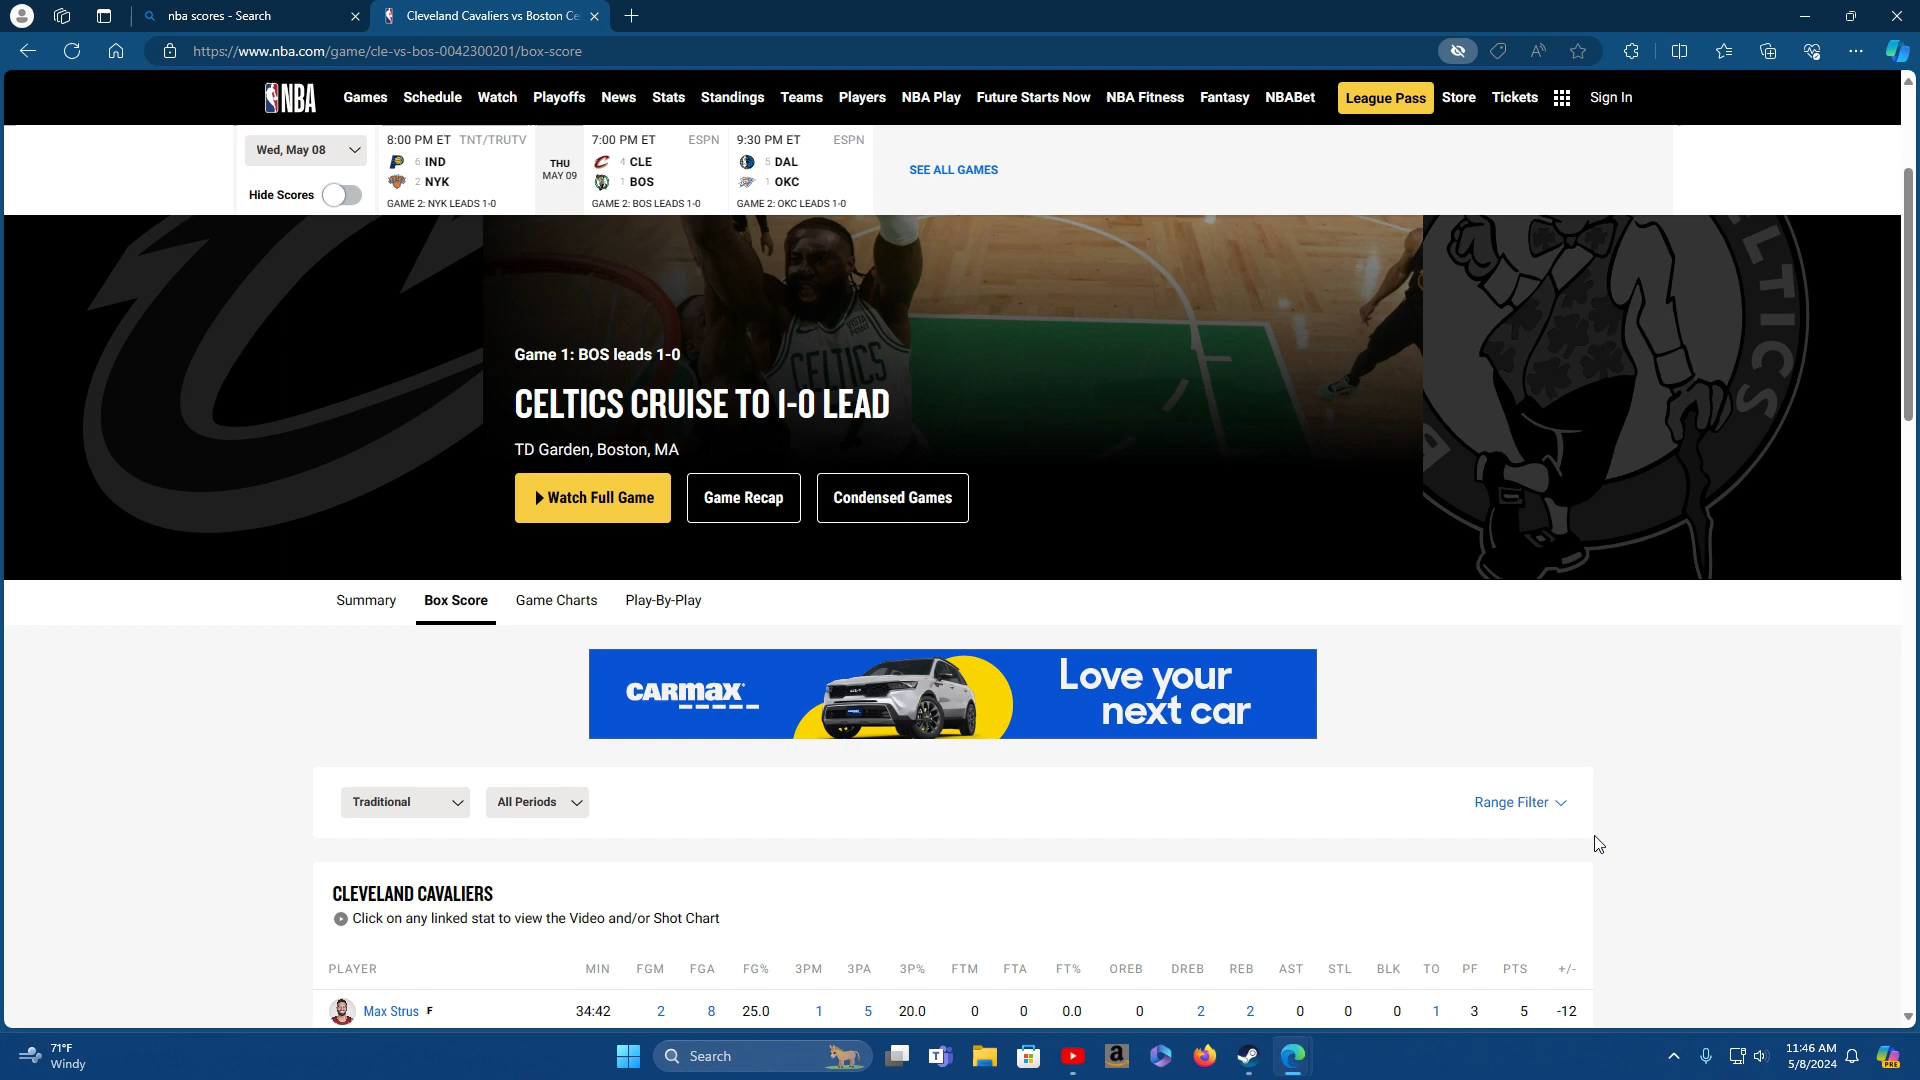 nba scores - Search
Cleveland Cavaliers vs Boston Ce
https://www.nba.com/game/cle-vs-bos-0042300201/box-score
NBA Games Schedule Watch Playoffs News Stats Standings Teams Players NBA Play Future Starts Now NBA Fitness Fantasy NBABet League Pass Store Tickets Sign In
Wed, May 08
Hide Scores
8:00 PM ET TNT/TRUTV
6 IND
2 NYK
GAME 2: NYK LEADS 1-0
THU
MAY 09
7:00 PM ET ESPN
4 CLE
1 BOS
GAME 2: BOS LEADS 1-0
9:30 PM ET ESPN
5 DAL
1 OKC
GAME 2: OKC LEADS 1-0
SEE ALL GAMES
CELTICS
LTICS
Game 1: BOS leads 1-0
CELTICS CRUISE TO 1-0 LEAD
TD Garden, Boston, MA
Watch Full Game Game Recap Condensed Games
Summary Box Score Game Charts Play-By-Play
CARMAX
Love your
next car
Traditional All Periods Range Filter
CLEVELAND CAVALIERS
Click on any linked stat to view the Video and/or Shot Chart
PLAYER MIN FGM FGA FG% 3PM 3PA 3P% FTM FTA FT% OREB DREB REB AST STL BLK TO PF PTS +/-
Max Strus F 34:42 2 8 25.0 1 5 20.0 0 0 0.0 0 2 2 0 0 0 1 3 5 -12
71°F
Windy
Search
11:46 AM
5/8/2024